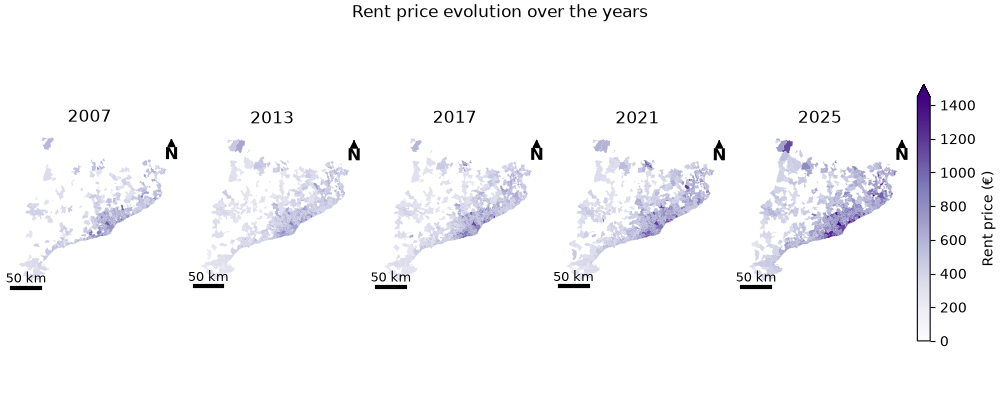 Rent price evolution over the years
2007
2013
2017
2021
2025
N
N
N
N
N
50 km
50 km
50 km
50 km
50 km
1400
1200
1000
800
600
400
200
0
Rent price (€)